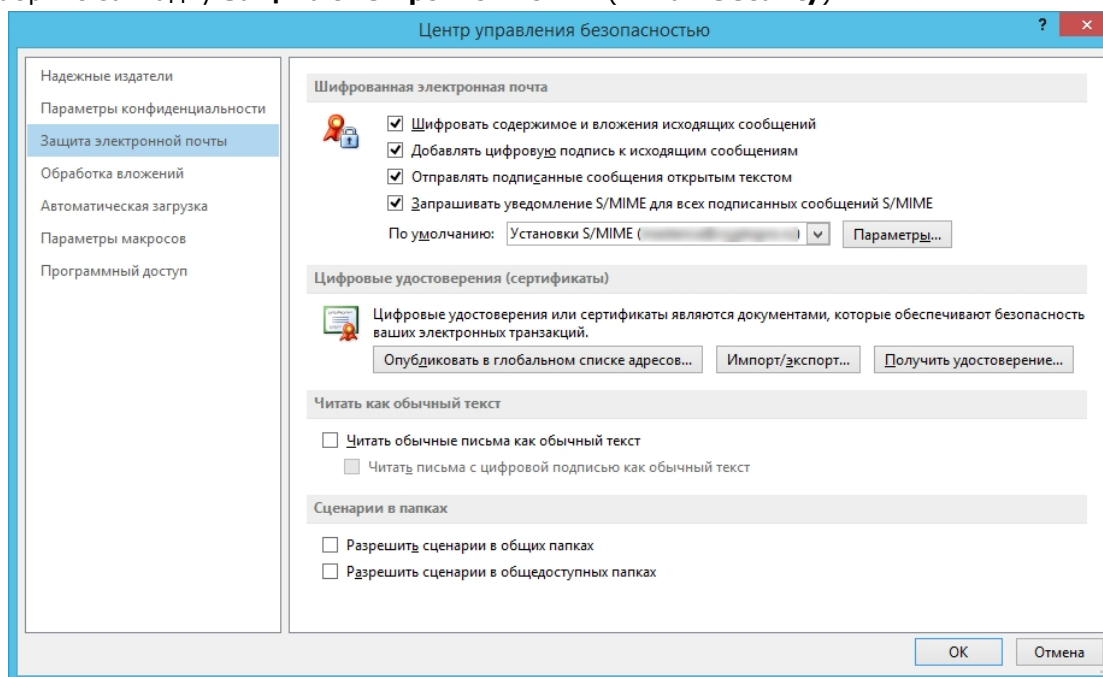 Центр управления безопасностью
?
×
Надежные издатели
Параметры конфиденциальности
Защита электронной почты
Обработка вложений
Автоматическая загрузка
Параметры макросов
Программный доступ
Шифрованная электронная почта
Шифровать содержимое и вложения исходящих сообщений
Добавлять цифровую подпись к исходящим сообщениям
Отправлять подписанные сообщения открытым текстом
Запрашивать уведомление S/MIME для всех подписанных сообщений S/MIME
По умолчанию: Установки S/MIME ( ) Параметры...
Цифровые удостоверения (сертификаты)
Цифровые удостоверения или сертификаты являются документами, которые обеспечивают безопасность
ваших электронных транзакций.
Опубликовать в глобальном списке адресов... Импорт/экспорт... Получить удостоверение...
Читать как обычный текст
Читать обычные письма как обычный текст
Читать письма с цифровой подписью как обычный текст
Сценарии в папках
Разрешить сценарии в общих папках
Разрешить сценарии в общедоступных папках
ОК Отмена